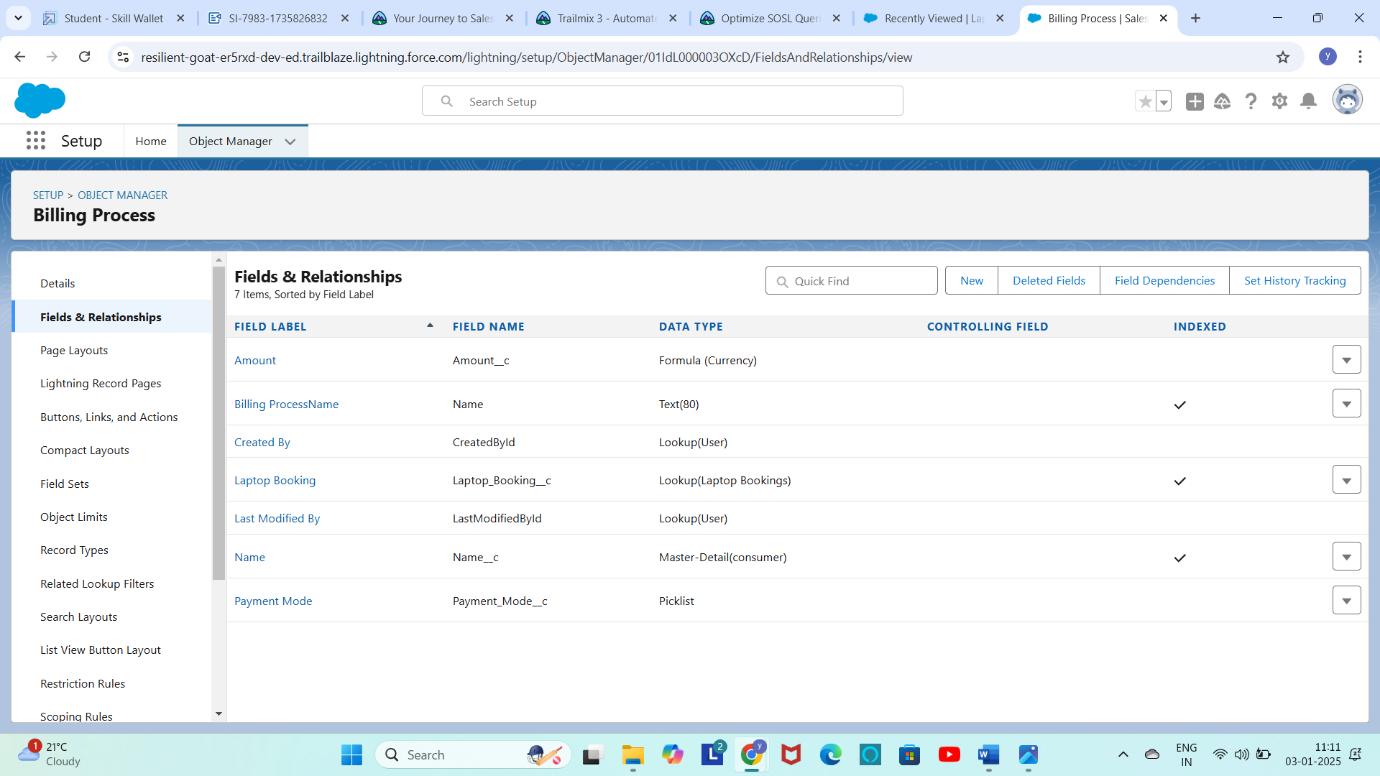 Student - Skill Wallet
SI-7983-1735826832
Your Journey to Sales
Trailmix 3 - Automate
Optimize SOSL Quer
Recently Viewed | La
Billing Process | Sales
resilient-goat-er5rxd-dev-ed.trailblaze.lightning.force.com/lightning/setup/ObjectManager/01IdL000003OXcD/FieldsAndRelationships/view
y
Search Setup
Setup
Home
Object Manager
SETUP > OBJECT MANAGER
Billing Process
Details
Fields & Relationships
Page Layouts
Lightning Record Pages
Buttons, Links, and Actions
Compact Layouts
Field Sets
Object Limits
Record Types
Related Lookup Filters
Search Layouts
List View Button Layout
Restriction Rules
Scoping Rules
Fields & Relationships
7 Items, Sorted by Field Label
Quick Find
New
Deleted Fields
Field Dependencies
Set History Tracking
FIELD LABEL FIELD NAME DATA TYPE CONTROLLING FIELD INDEXED
Amount Amount__c Formula (Currency)
Billing ProcessName Name Text(80)
Created By CreatedById Lookup(User)
Laptop Booking Laptop_Booking__c Lookup(Laptop Bookings)
Last Modified By LastModifiedById Lookup(User)
Name Name__c Master-Detail(consumer)
Payment Mode Payment_Mode__c Picklist
1
21°C
Cloudy
Search
L 2
y
ENG
IN
11:11
03-01-2025